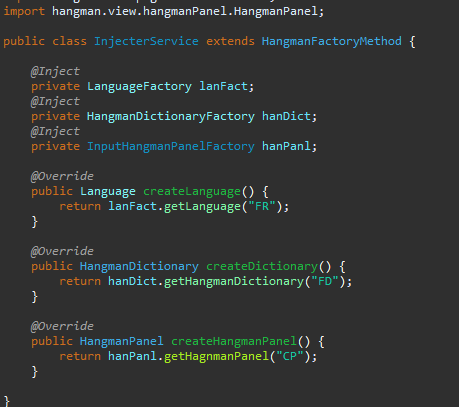 import hangman.view.hangmanPanel.HangmanPanel;
public class InjecterService extends HangmanFactoryMethod {
@Inject
private LanguageFactory lanFact;
@Inject
private HangmanDictionaryFactory hanDict;
@Inject
private InputHangmanPanelFactory hanPanl;
@Override
public Language createLanguage() {
return lanFact.getLanguage("FR");
}
@Override
public HangmanDictionary createDictionary() {
return hanDict.getHangmanDictionary("FD");
}
@Override
public HangmanPanel createHangmanPanel() {
return hanPanl.getHagnmanPanel("CP");
}
}